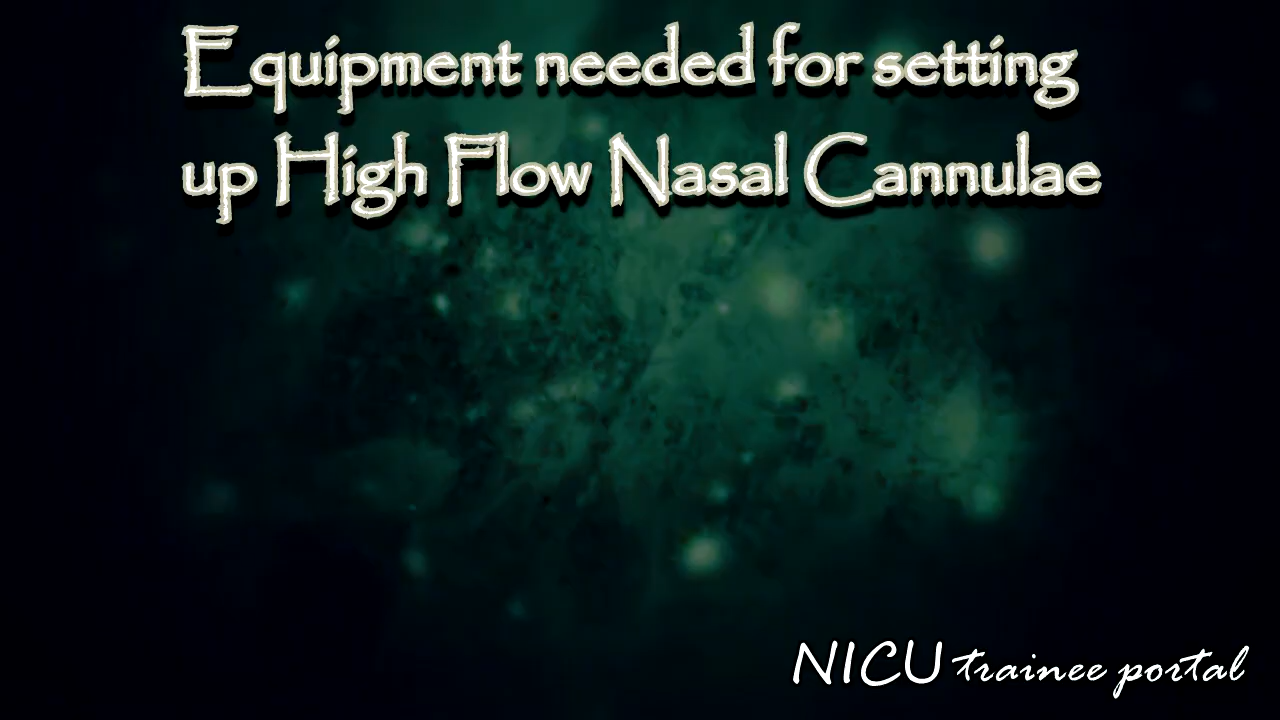 Equipment needed for setting
up High Flow Nasal Cannulae
NICU trainee portal